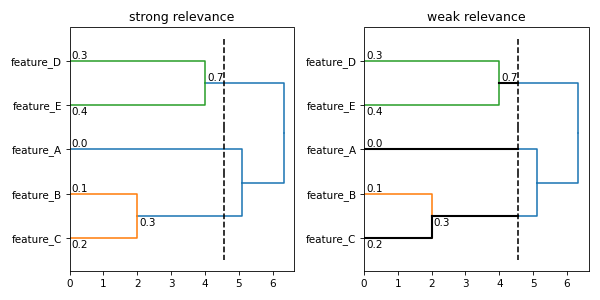 strong relevance
feature_D
0.3
0.7
feature_E
0.4
feature_A
0.0
feature_B
0.1
0.3
feature_C
0.2
0 1 2 3 4 5 6
weak relevance
feature_D
0.3
0.7
feature_E
0.4
feature_A
0.0
feature_B
0.1
0.3
feature_C
0.2
0 1 2 3 4 5 6